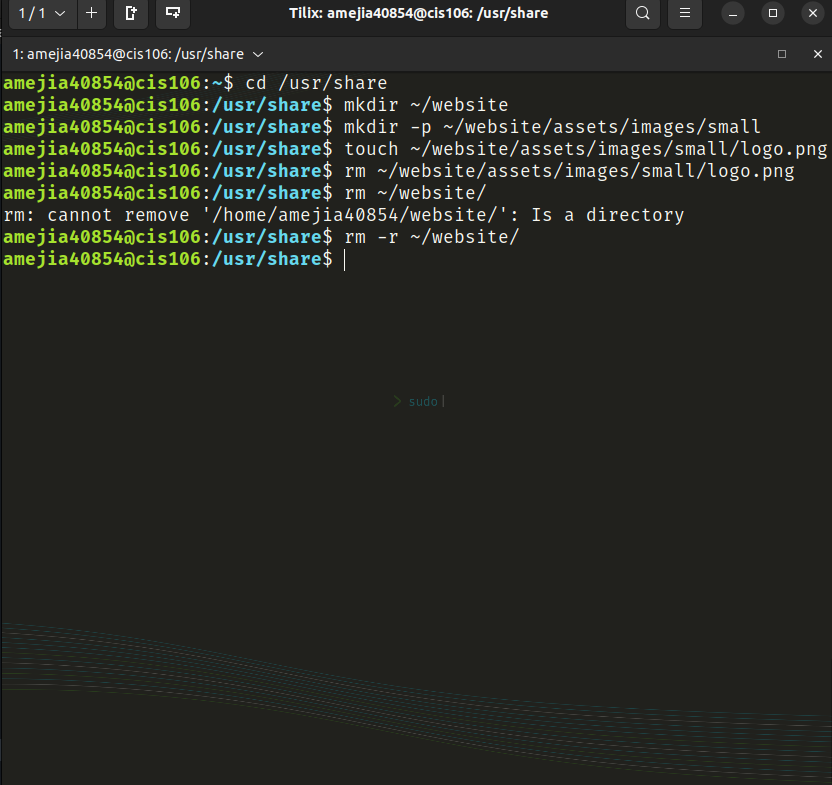 1 / 1
Tilix: amejia40854@cis106: /usr/share
1: amejia40854@cis106: /usr/share
amejia40854@cis106:~$ cd /usr/share
amejia40854@cis106:/usr/share$ mkdir ~/website
amejia40854@cis106:/usr/share$ mkdir -p ~/website/assets/images/small
amejia40854@cis106:/usr/share$ touch ~/website/assets/images/small/logo.png
amejia40854@cis106:/usr/share$ rm ~/website/assets/images/small/logo.png
amejia40854@cis106:/usr/share$ rm ~/website/
rm: cannot remove '/home/amejia40854/website/': Is a directory
amejia40854@cis106:/usr/share$ rm -r ~/website/
amejia40854@cis106:/usr/share$
> sudo